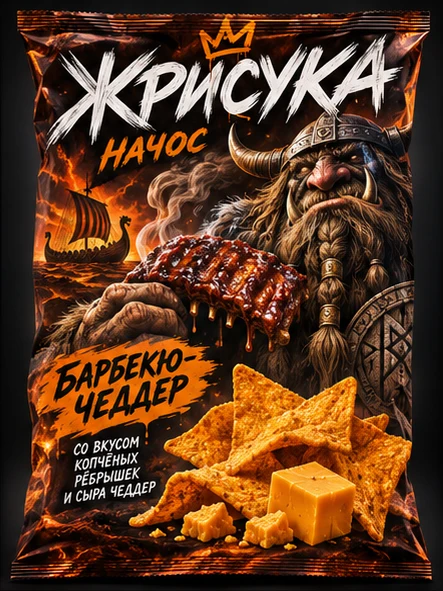 ЖРИСУКА
НАЧОС
БАРБЕКЮ-
ЧЕДДЕР
СО ВКУСОМ
КОПЧЁНЫХ
РЁБРЫШЕК
И СЫРА ЧЕДДЕР